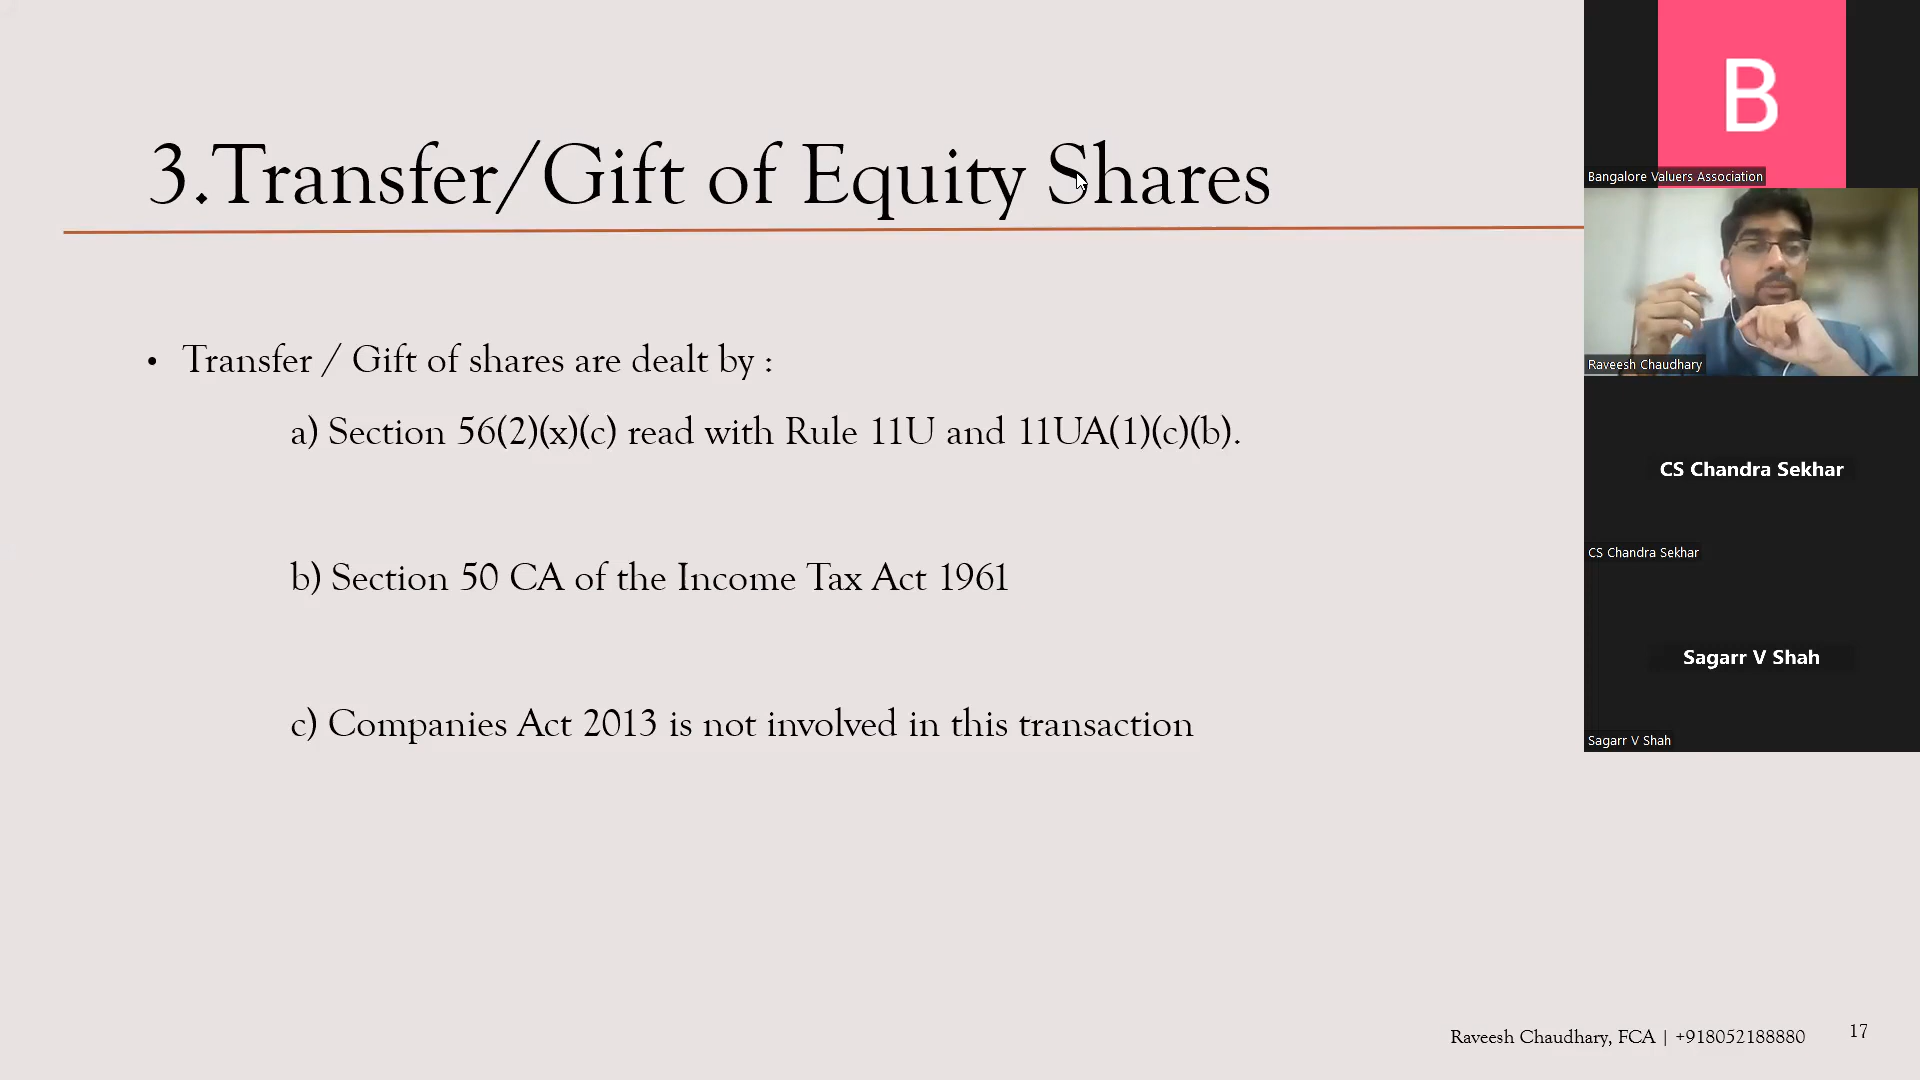 3.Transfer/Gift of Equity Shares
• Transfer / Gift of shares are dealt by :
a) Section 56(2)(x)(c) read with Rule 11U and 11UA(1)(c)(b).
b) Section 50 CA of the Income Tax Act 1961
c) Companies Act 2013 is not involved in this transaction
Raveesh Chaudhary, FCA | +918052188880
17
B
Bangalore Valuers Association
Raveesh Chaudhary
CS Chandra Sekhar
CS Chandra Sekhar
Sagarr V Shah
Sagarr V Shah